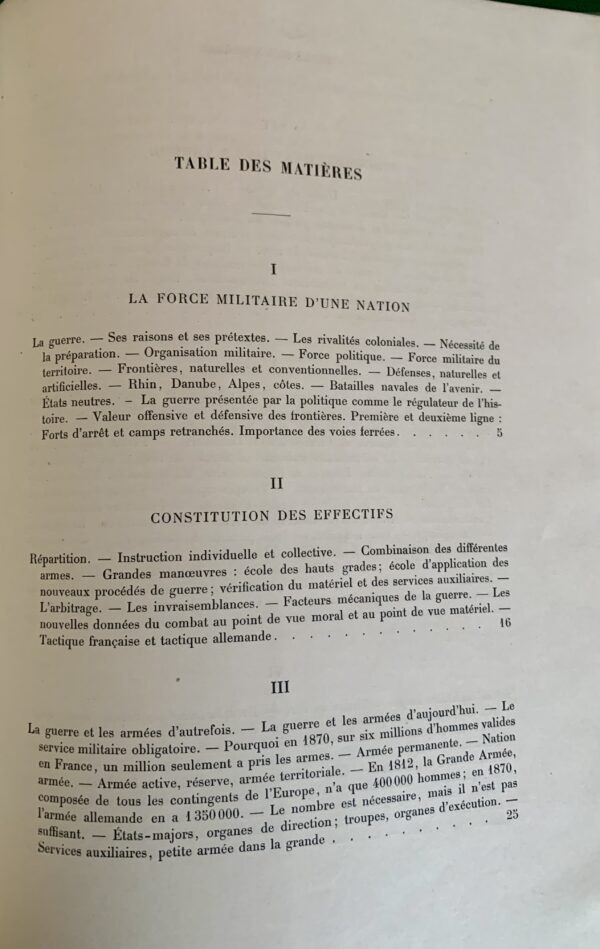 TABLE DES MATIÈRES
I
LA FORCE MILITAIRE D'UNE NATION
La guerre. — Ses raisons et ses prétextes. — Les rivalités coloniales. — Nécessité de
la préparation. — Organisation militaire. — Force politique. — Force militaire du
territoire. — Frontières, naturelles et conventionnelles. — Défenses, naturelles et
artificielles. — Rhin, Danube, Alpes, côtes. — Batailles navales de l'avenir. —
États neutres. — La guerre présentée par la politique comme le régulateur de l'his-
toire. — Valeur offensive et défensive des frontières. Première et deuxième ligne :
Forts d'arrêt et camps retranchés. Importance des voies ferrées. . . . . . 5
II
CONSTITUTION DES EFFECTIFS
Répartition. — Instruction individuelle et collective. — Combinaison des différentes
armes. — Grandes manœuvres : école des hauts grades; école d'application des
nouveaux procédés de guerre; vérification du matériel et des services auxiliaires. —
L'arbitrage. — Les invraisemblances. — Facteurs mécaniques de la guerre. — Les
nouvelles données du combat au point de vue moral et au point de vue matériel. —
Tactique française et tactique allemande. . . . . . . . . . . . 16
III
La guerre et les armées d'autrefois. — La guerre et les armées d'aujourd'hui. — Le
service militaire obligatoire. — Pourquoi en 1870, sur six millions d'hommes valides
en France, un million seulement a pris les armes. — Armée permanente. — Nation
armée. — Armée active, réserve, armée territoriale. — En 1812, la Grande Armée,
composée de tous les contingents de l'Europe, n'a que 400000 hommes; en 1870,
l'armée allemande en a 1350000. — Le nombre est nécessaire, mais il n'est pas
suffisant. — États-majors, organes de direction; troupes, organes d'exécution. —
Services auxiliaires, petite armée dans la grande . . . . . . . . . . 25